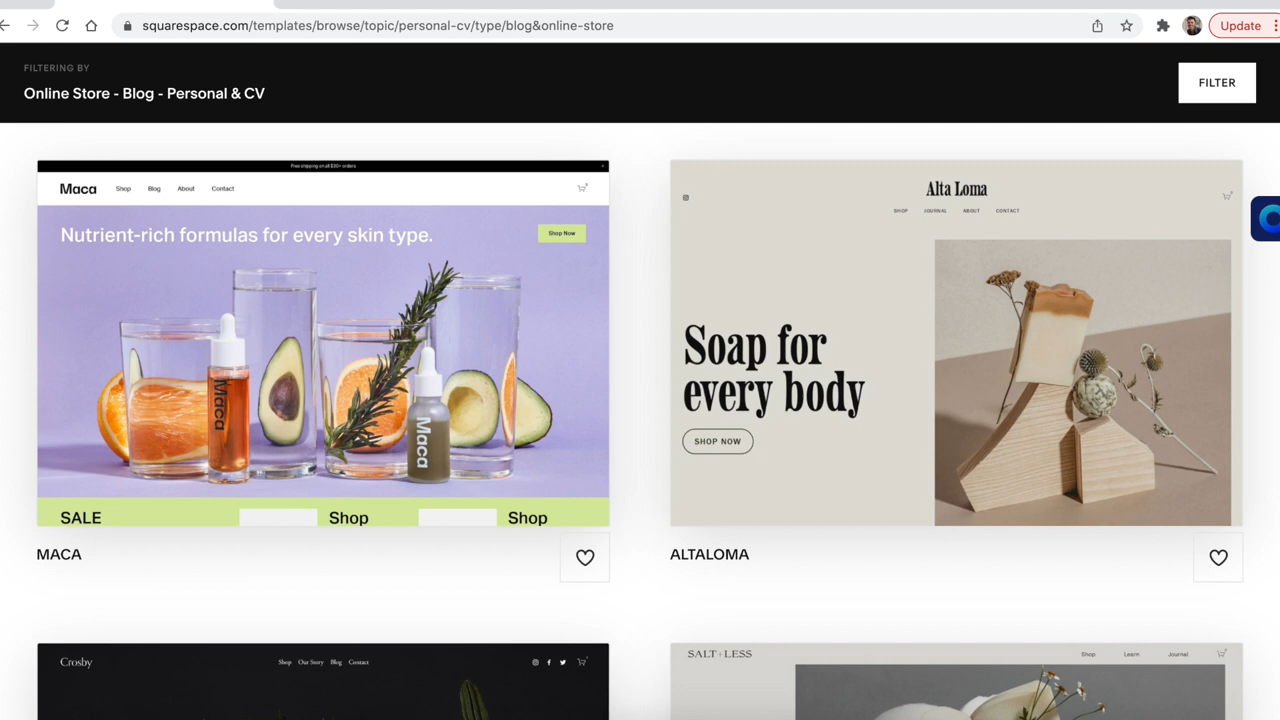 squarespace.com/templates/browse/topic/personal-cv/type/blog&online-store
Update
FILTERING BY
Online Store - Blog - Personal & CV
FILTER
Free shipping on all $30+ orders
Maca Shop Blog About Contact
Nutrient-rich formulas for every skin type.
Shop Now
Maca
Maca
SALE Shop Shop
MACA
Alta Loma
SHOP JOURNAL ABOUT CONTACT
Soap for
every body
SHOP NOW
ALTALOMA
Crosby Shop Our Story Blog Contact
SALT + LESS Shop Learn Journal